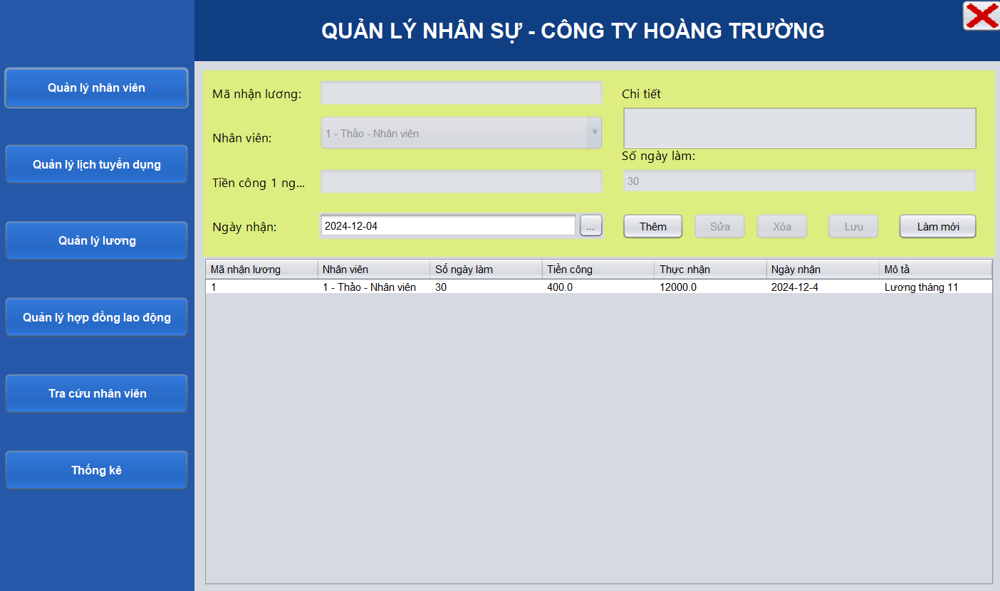 QUẢN LÝ NHÂN SỰ - CÔNG TY HOÀNG TRƯỜNG
Quản lý nhân viên
Quản lý lịch tuyển dụng
Quản lý lương
Quản lý hợp đồng lao động
Tra cứu nhân viên
Thống kê
Mã nhận lương:
Nhân viên:
1 - Thảo - Nhân viên
Tiền công 1 ng...
Ngày nhận:
2024-12-04
...
Chi tiết
Số ngày làm:
30
Thêm
Sửa
Xóa
Lưu
Làm mới
Mã nhận lương Nhân viên Số ngày làm Tiền công Thực nhận Ngày nhận Mô tả
1 1 - Thảo - Nhân viên 30 400.0 12000.0 2024-12-4 Lương tháng 11